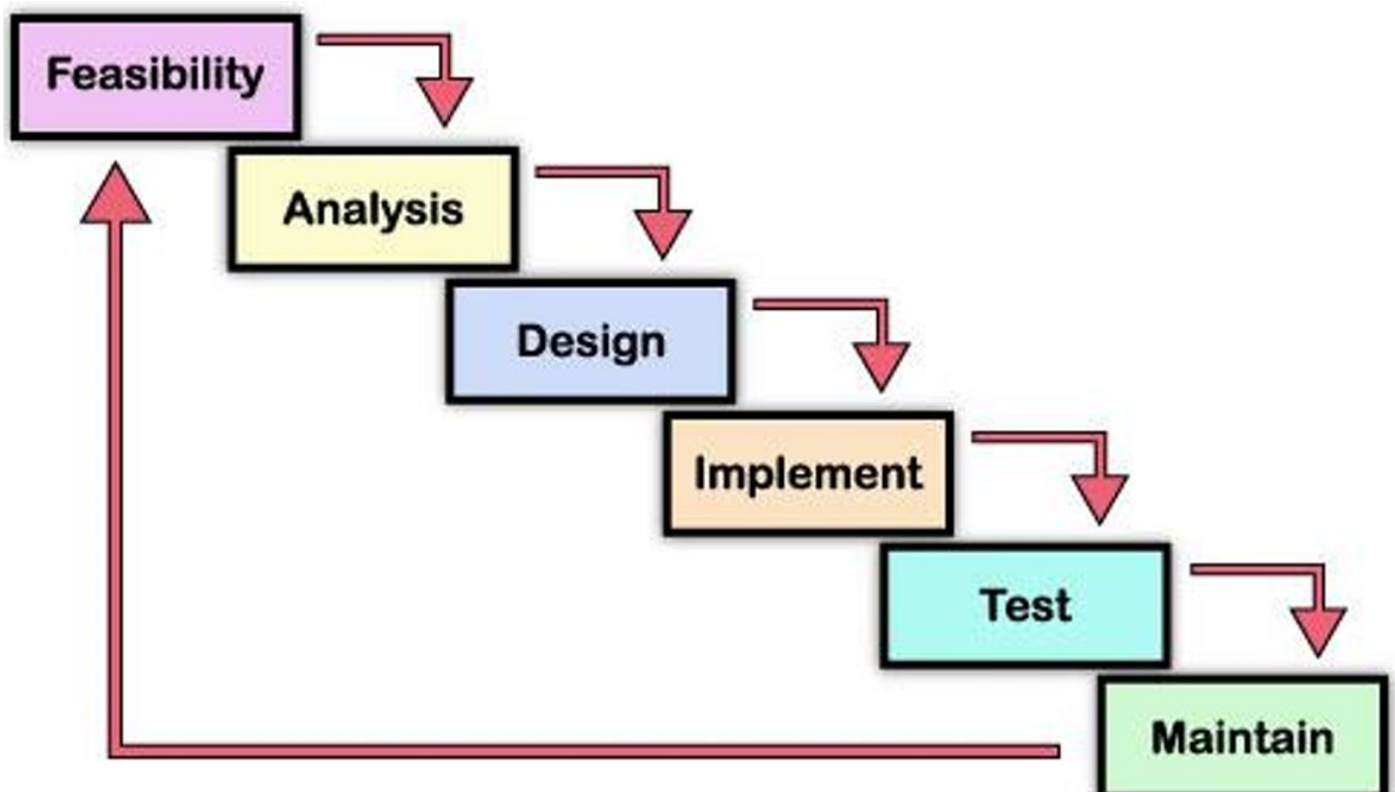 Feasibility
Analysis
Design
Implement
Test
Maintain